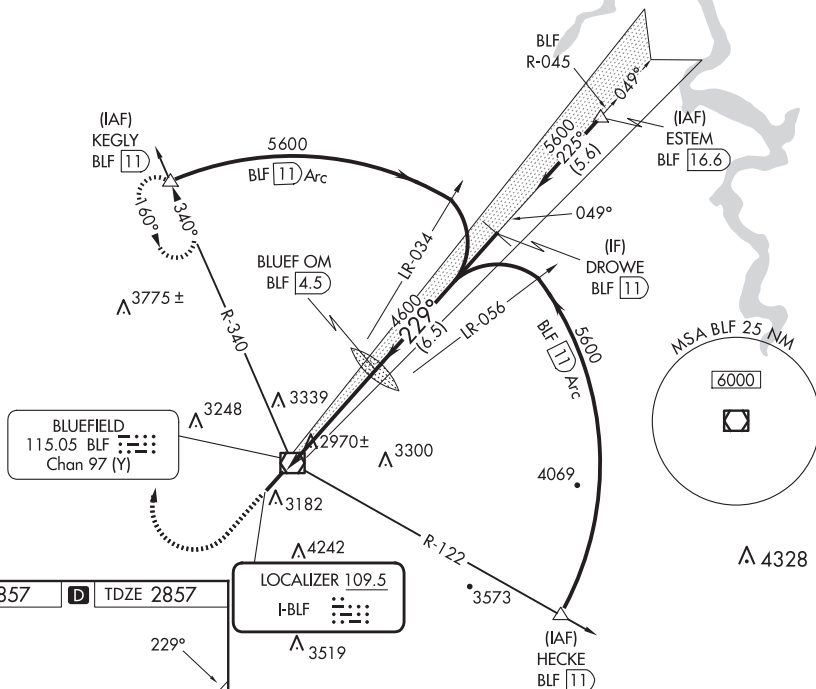 BLF
R-045
049°
(IAF)
ESTEM
BLF 16.6
5600
225°
(5.6)
(IAF)
KEGLY
BLF 11
5600
BLF 11 Arc
340°
160°
LR-034
049°
(IF)
DROWE
BLF 11
BLUEF OM
BLF 4.5
4600
229°
(6.5)
LR-056
5600
BLF 11 Arc
3775 ±
R-340
MSA BLF 25 NM
6000
3339
3248
2970±
3300
BLUEFIELD
115.05 BLF
Chan 97 (Y)
3182
4069
4242
R-122
3573
4328
LOCALIZER 109.5
I-BLF
3519
857
D
TDZE 2857
229°
(IAF)
HECKE
BLF 11